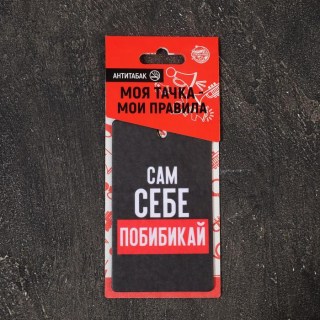 АНТИТАБАК
МОЯ ТАЧКА –
МОИ ПРАВИЛА
САМ
СЕБЕ
ПОБИБИКАЙ